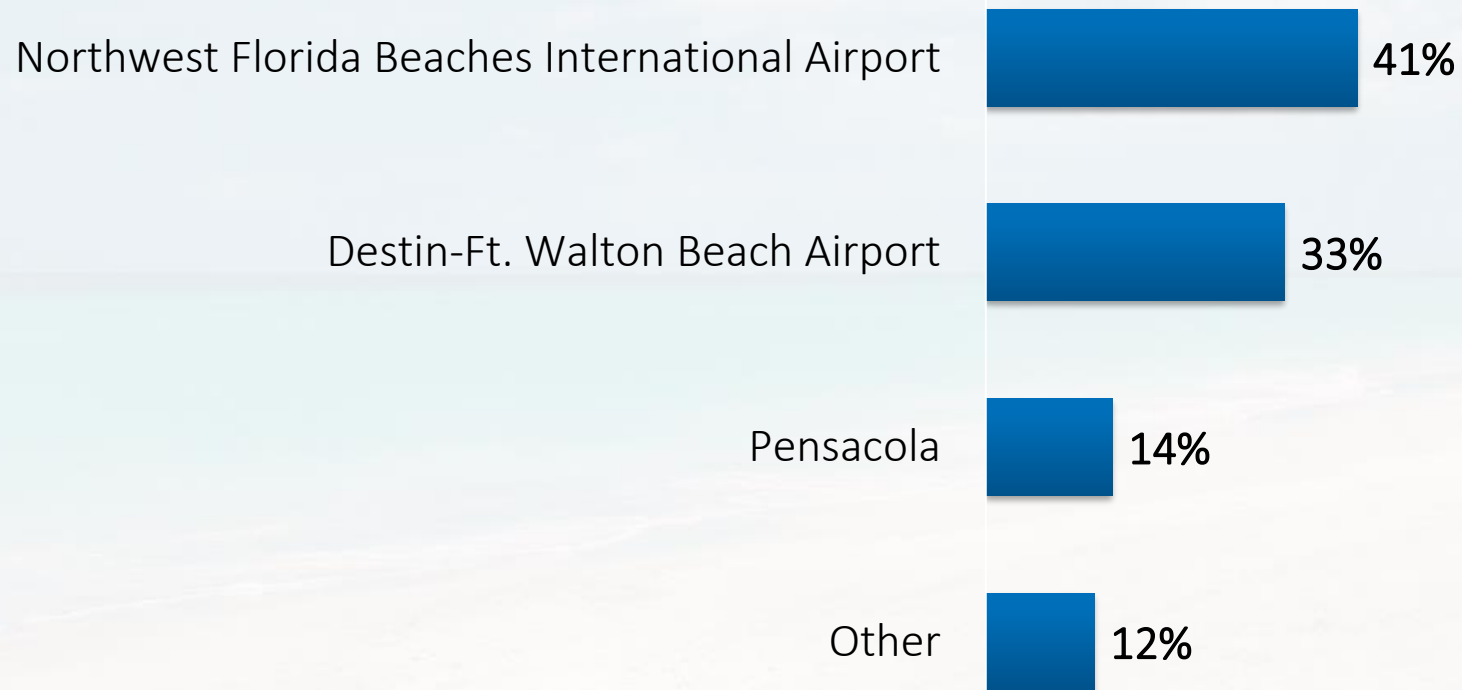 Northwest Florida Beaches International Airport 41%
Destin-Ft. Walton Beach Airport 33%
Pensacola 14%
Other 12%